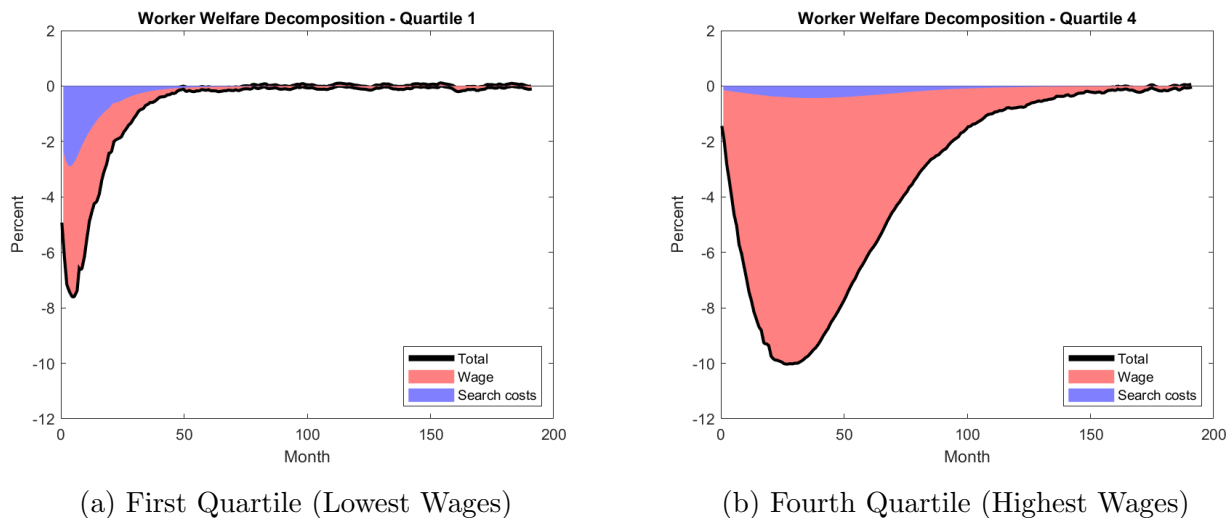 Worker Welfare Decomposition - Quartile 1
2
0
-2
-4
-6
-8
-10
-12
Percent
0
50
100
150
200
Month
Total
Wage
Search costs
(a) First Quartile (Lowest Wages)
Worker Welfare Decomposition - Quartile 4
2
0
-2
-4
-6
-8
-10
-12
Percent
0
50
100
150
200
Month
Total
Wage
Search costs
(b) Fourth Quartile (Highest Wages)